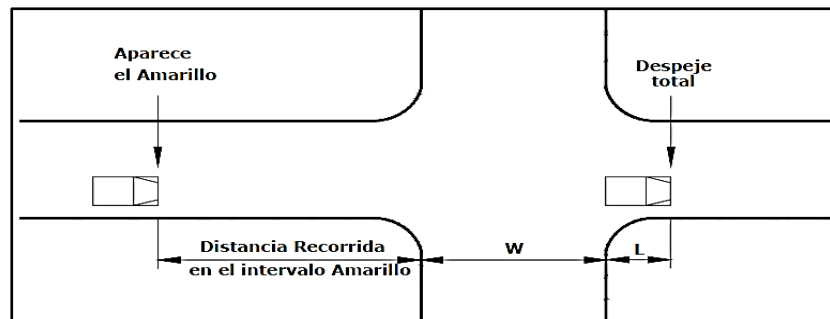 Aparece
el Amarillo
Despeje
total
Distancia Recorrida
en el intervalo Amarillo
W
L